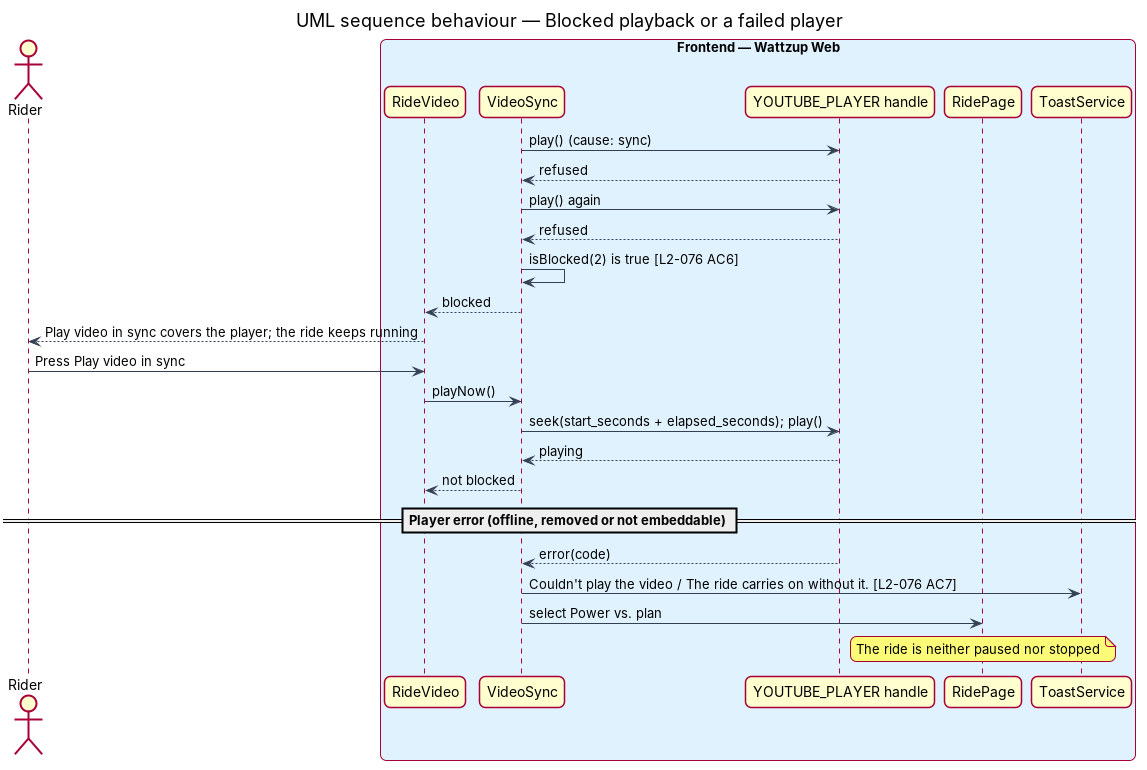 UML sequence behaviour — Blocked playback or a failed player
Frontend — Wattzup Web
Rider
RideVideo
VideoSync
YOUTUBE_PLAYER handle
RidePage
ToastService
play() (cause: sync)
refused
play() again
refused
isBlocked(2) is true [L2-076 AC6]
blocked
Play video in sync covers the player; the ride keeps running
Press Play video in sync
playNow()
seek(start_seconds + elapsed_seconds); play()
playing
not blocked
Player error (offline, removed or not embeddable)
error(code)
Couldn't play the video / The ride carries on without it. [L2-076 AC7]
select Power vs. plan
The ride is neither paused nor stopped
Rider
RideVideo
VideoSync
YOUTUBE_PLAYER handle
RidePage
ToastService